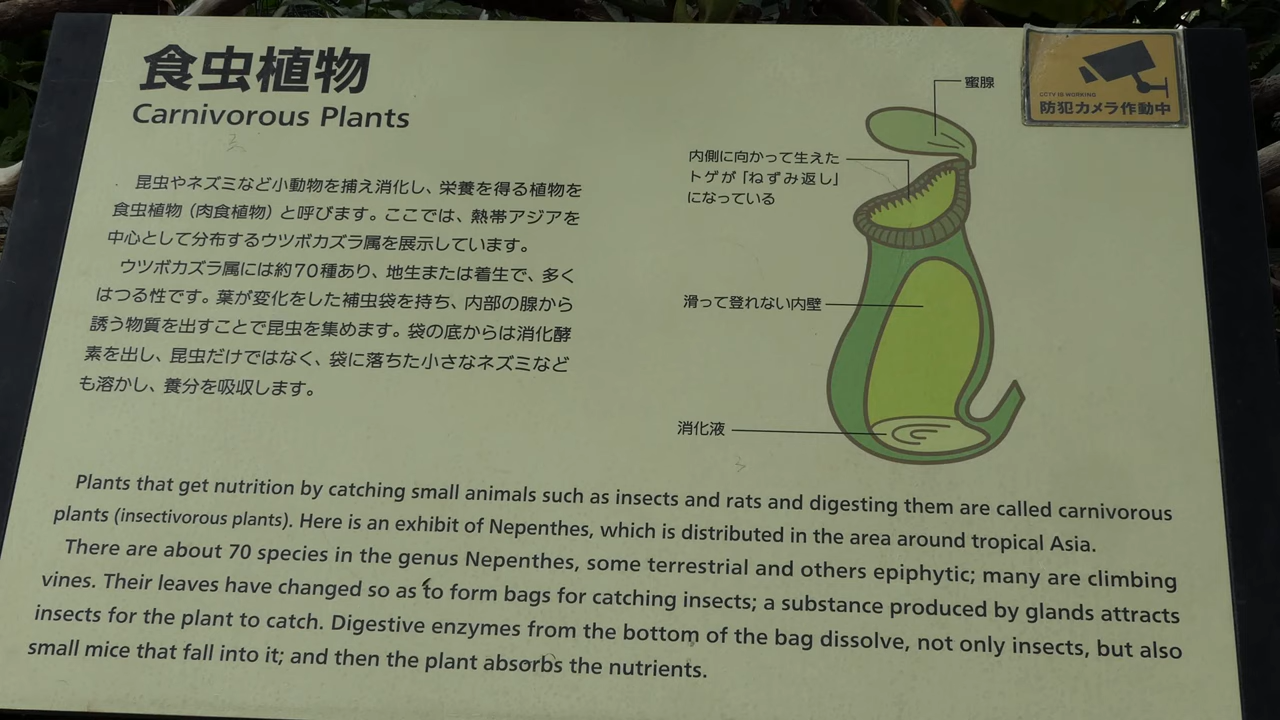 食虫植物
Carnivorous Plants
昆虫やネズミなど小動物を捕え消化し、栄養を得る植物を
食虫植物（肉食植物）と呼びます。ここでは、熱帯アジアを
中心として分布するウツボカズラ属を展示しています。
ウツボカズラ属には約70種あり、地生または着生で、多く
はつる性です。葉が変化をした補虫袋を持ち、内部の腺から
誘う物質を出すことで昆虫を集めます。袋の底からは消化酵
素を出し、昆虫だけではなく、袋に落ちた小さなネズミなど
も溶かし、養分を吸収します。
蜜腺
内側に向かって生えた
トゲが「ねずみ返し」
になっている
滑って登れない内壁
消化液
CCTV IS WORKING
防犯カメラ作動中
Plants that get nutrition by catching small animals such as insects and rats and digesting them are called carnivorous
plants (insectivorous plants). Here is an exhibit of Nepenthes, which is distributed in the area around tropical Asia.
There are about 70 species in the genus Nepenthes, some terrestrial and others epiphytic; many are climbing
vines. Their leaves have changed so as to form bags for catching insects; a substance produced by glands attracts
insects for the plant to catch. Digestive enzymes from the bottom of the bag dissolve, not only insects, but also
small mice that fall into it; and then the plant absorbs the nutrients.